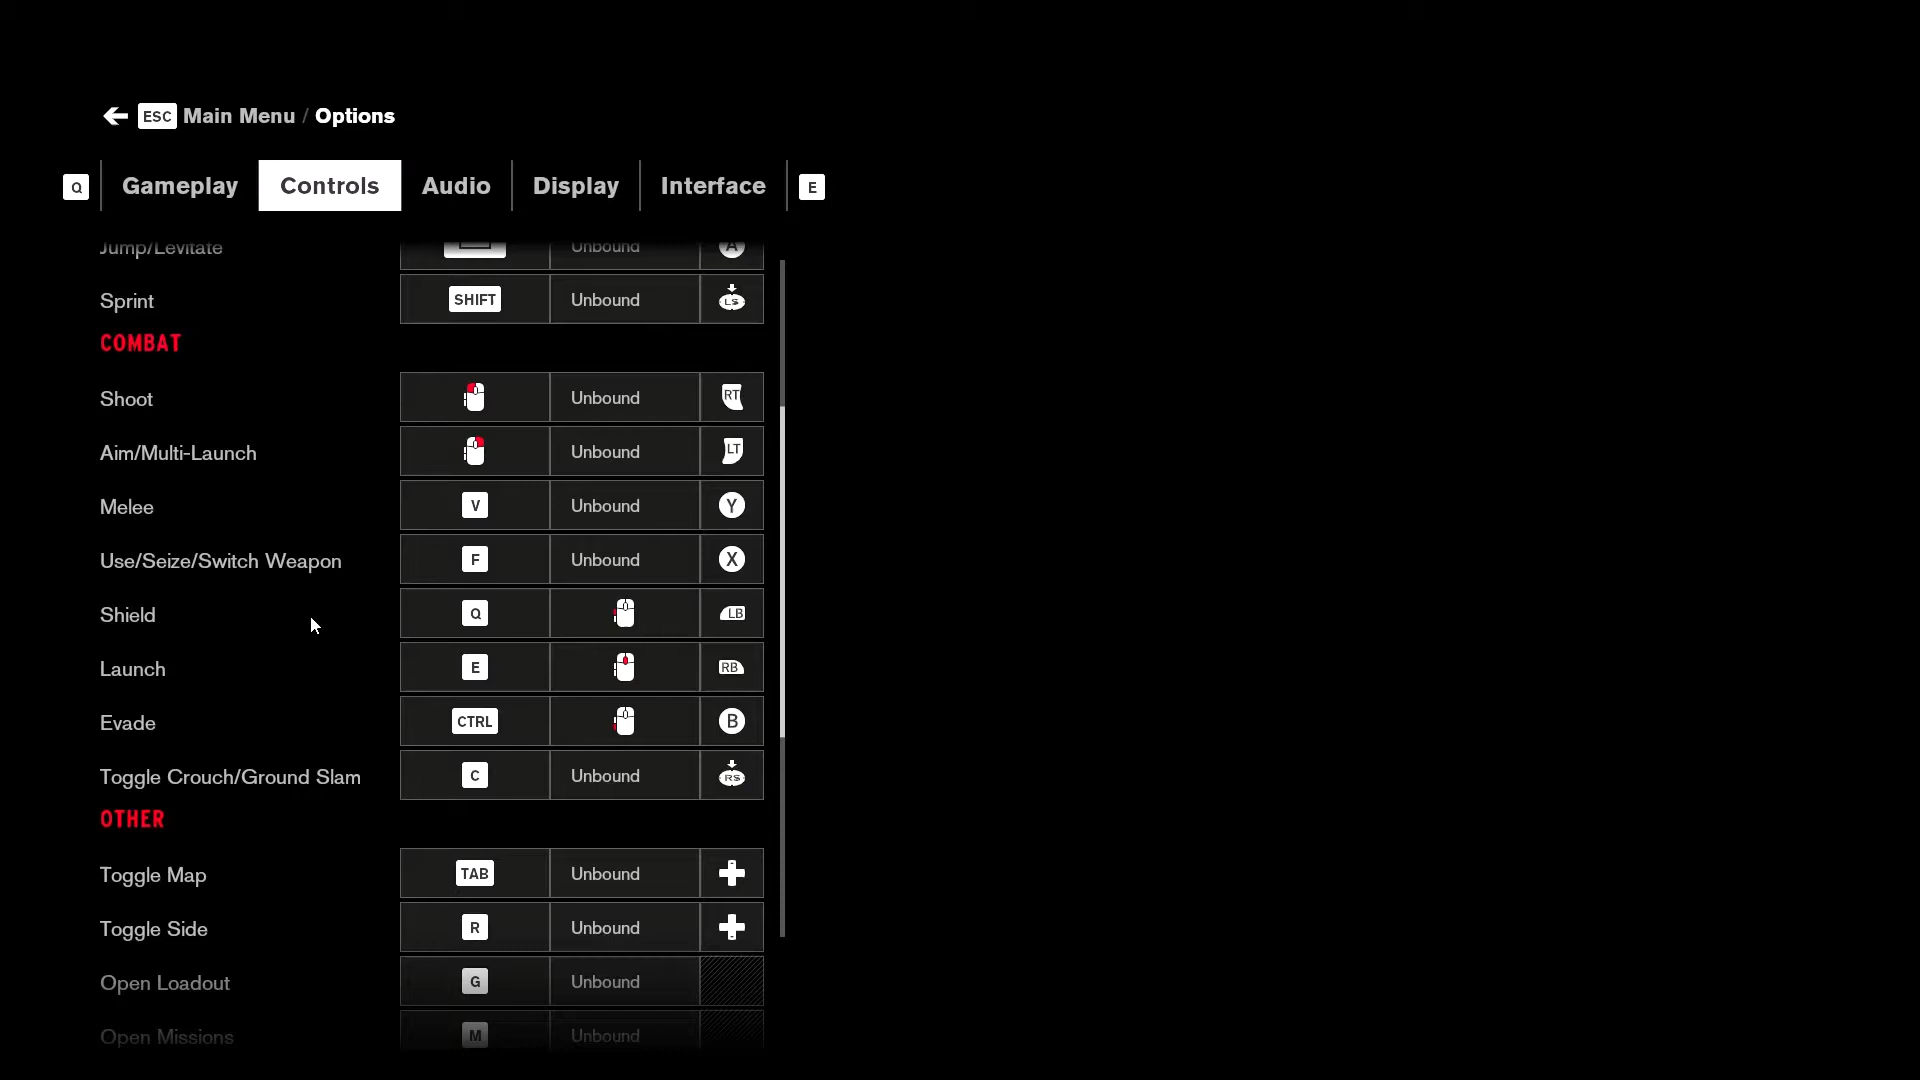 ESC Main Menu / Options
Q Gameplay Controls Audio Display Interface E
Jump/Levitate Unbound A
Sprint SHIFT Unbound LS
COMBAT
Shoot Unbound RT
Aim/Multi-Launch Unbound LT
Melee V Unbound Y
Use/Seize/Switch Weapon F Unbound X
Shield Q LB
Launch E RB
Evade CTRL B
Toggle Crouch/Ground Slam C Unbound RS
OTHER
Toggle Map TAB Unbound
Toggle Side R Unbound
Open Loadout G Unbound
Open Missions M Unbound